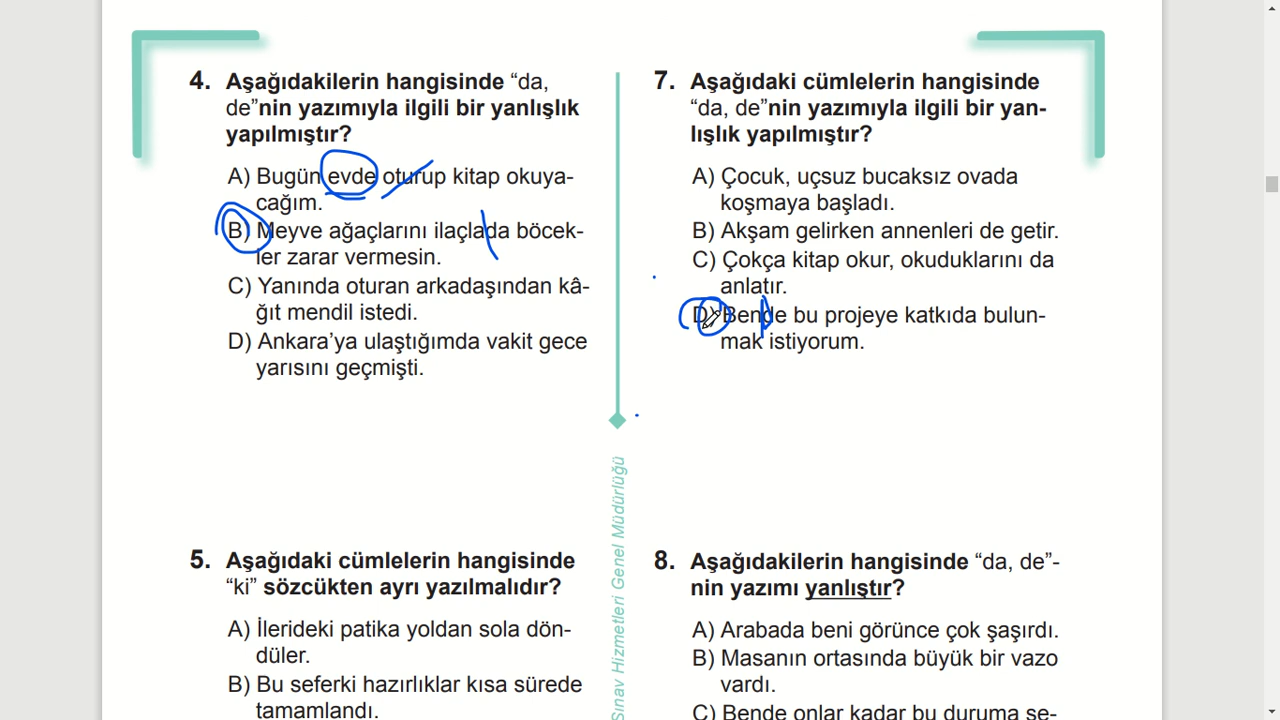 4. Aşağıdakilerin hangisinde “da,
de”nin yazımıyla ilgili bir yanlışlık
yapılmıştır?
A) Bugün evde oturup kitap okuya-
cağım.
B) Meyve ağaçlarını ilaçlada böcek-
ler zarar vermesin.
C) Yanında oturan arkadaşından kâ-
ğıt mendil istedi.
D) Ankara’ya ulaştığımda vakit gece
yarısını geçmişti.
5. Aşağıdaki cümlelerin hangisinde
“ki” sözcükten ayrı yazılmalıdır?
A) İlerideki patika yoldan sola dön-
düler.
B) Bu seferki hazırlıklar kısa sürede
tamamlandı.
Sınav Hizmetleri Genel Müdürlüğü
7. Aşağıdaki cümlelerin hangisinde
“da, de”nin yazımıyla ilgili bir yan-
lışlık yapılmıştır?
A) Çocuk, uçsuz bucaksız ovada
koşmaya başladı.
B) Akşam gelirken annenleri de getir.
C) Çokça kitap okur, okuduklarını da
anlatır.
D) Bende bu projeye katkıda bulun-
mak istiyorum.
8. Aşağıdakilerin hangisinde “da, de”-
nin yazımı yanlıştır?
A) Arabada beni görünce çok şaşırdı.
B) Masanın ortasında büyük bir vazo
vardı.
C) Bende onlar kadar bu duruma se-